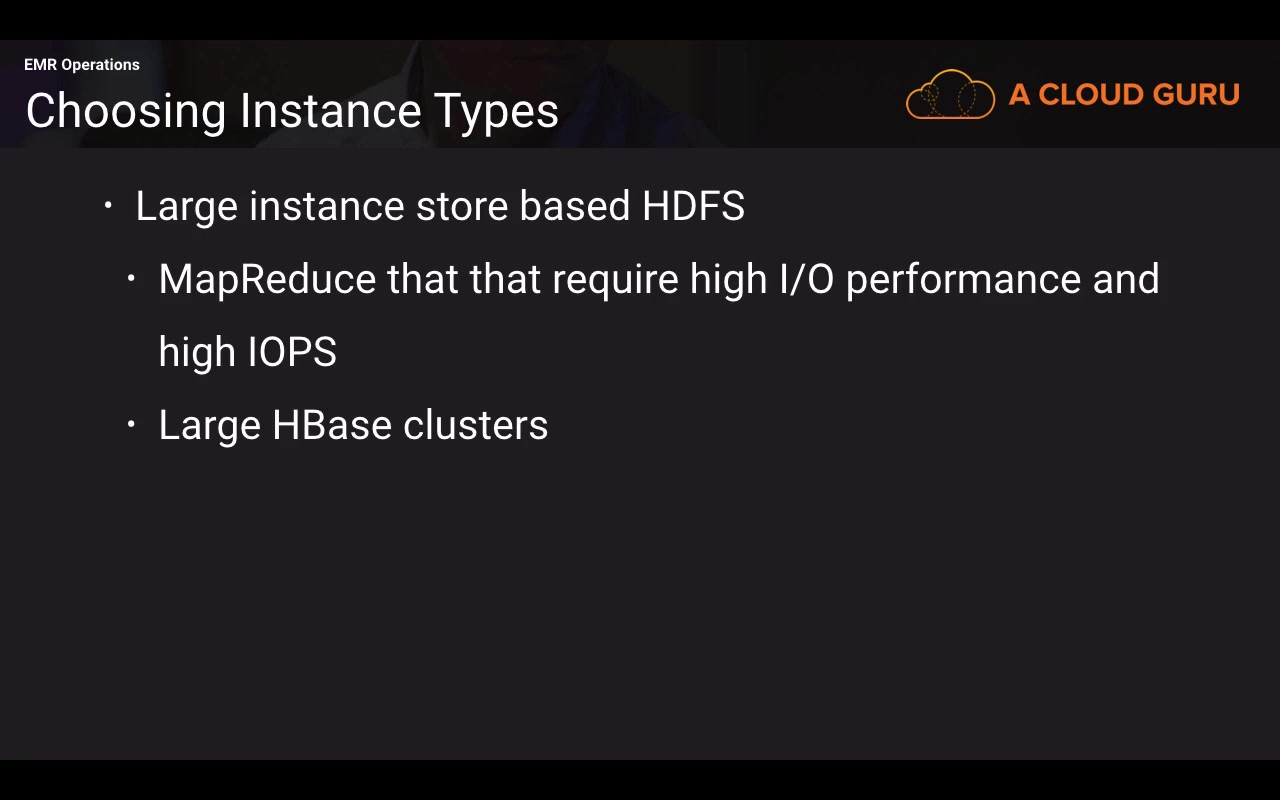 EMR Operations
Choosing Instance Types
A CLOUD GURU
• Large instance store based HDFS
• MapReduce that that require high I/O performance and
high IOPS
• Large HBase clusters